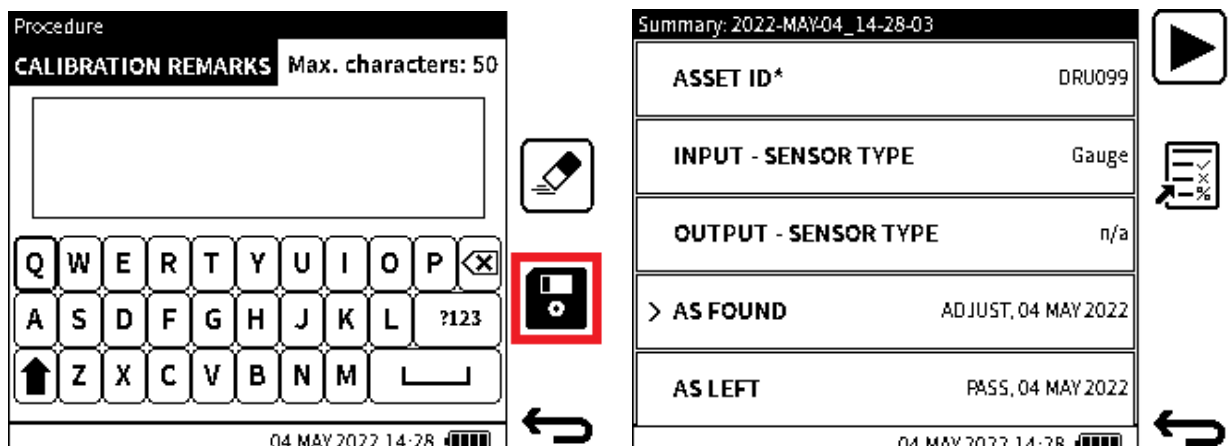 Procedure
CALIBRATION REMARKS Max. characters: 50
Q W E R T Y U I O P
A S D F G H J K L ?123
Z X C V B N M
04 MAY 2022 14:28
Summary: 2022-MAY-04_14-28-03
ASSET ID* DRU099
INPUT - SENSOR TYPE Gauge
OUTPUT - SENSOR TYPE n/a
> AS FOUND ADJUST, 04 MAY 2022
AS LEFT PASS, 04 MAY 2022
04 MAY 2022 14:28